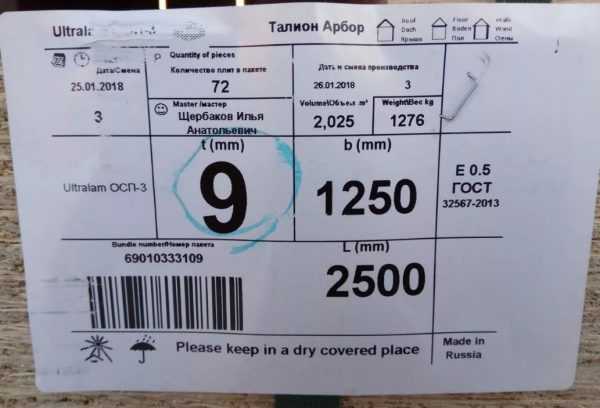 Талион Арбор
Roof
Dach
Крыша
Floor
Boden
Пол
Walls
Wand
Стены
Quantity of pieces
Количество плит в пакете
72
Дата/Смена
25.01.2018
3
Дата и смена производства
26.01.2018 3
Master /мастер
Щербаков Илья
Анатольевич
Volume\Объем m³
2,025
Weight\Вес kg
1276
t (mm)
9
b (mm)
1250
Ultralam ОСП-3
E 0.5
ГОСТ
32567-2013
Bundle number/Номер пакета
69010333109
L (mm)
2500
Please keep in a dry covered place
Made in
Russia